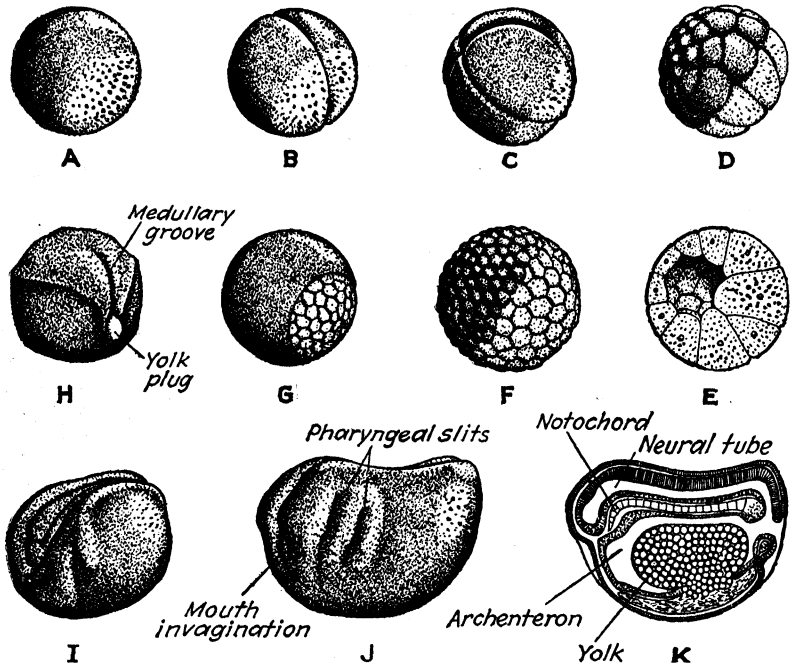 A
B
C
D
Medullary
groove
Yolk
plug
H
G
F
E
Pharyngeal slits
Notochord
Neural tube
Mouth
invagination
Archenteron
Yolk
I
J
K